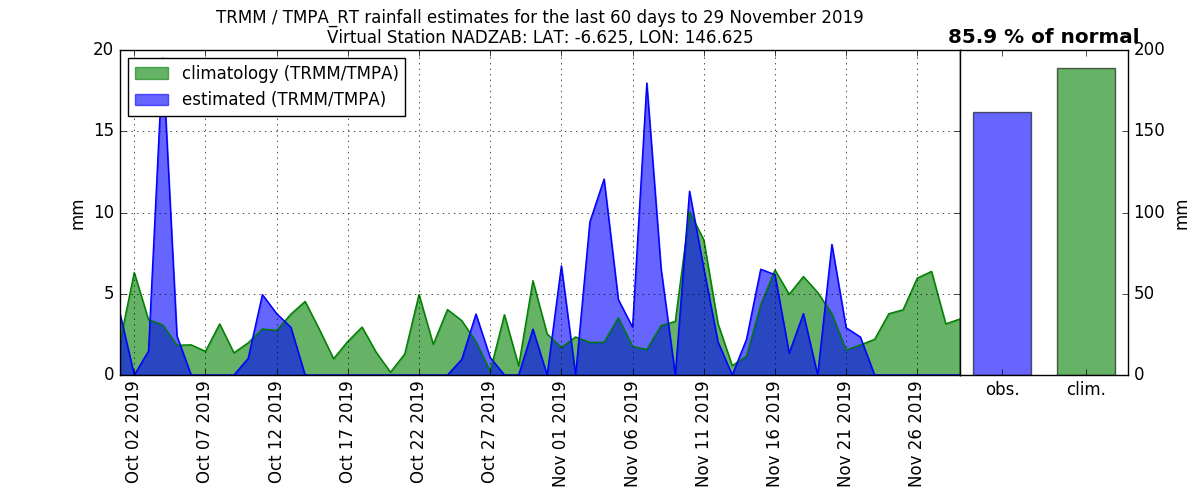 TRMM / TMPA_RT rainfall estimates for the last 60 days to 29 November 2019
Virtual Station NADZAB: LAT: -6.625, LON: 146.625
85.9 % of normal
climatology (TRMM/TMPA)
estimated (TRMM/TMPA)
20
15
10
5
0
mm
Oct 02 2019
Oct 07 2019
Oct 12 2019
Oct 17 2019
Oct 22 2019
Oct 27 2019
Nov 01 2019
Nov 06 2019
Nov 11 2019
Nov 16 2019
Nov 21 2019
Nov 26 2019
obs.
clim.
200
150
100
50
0
mm